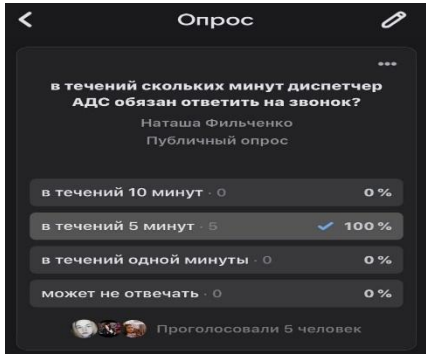 Опрос
в течений скольких минут диспетчер
АДС обязан ответить на звонок?
Наташа Фильченко
Публичный опрос
в течений 10 минут · 0 0 %
в течений 5 минут · 5 100 %
в течений одной минуты · 0 0 %
может не отвечать · 0 0 %
Проголосовали 5 человек